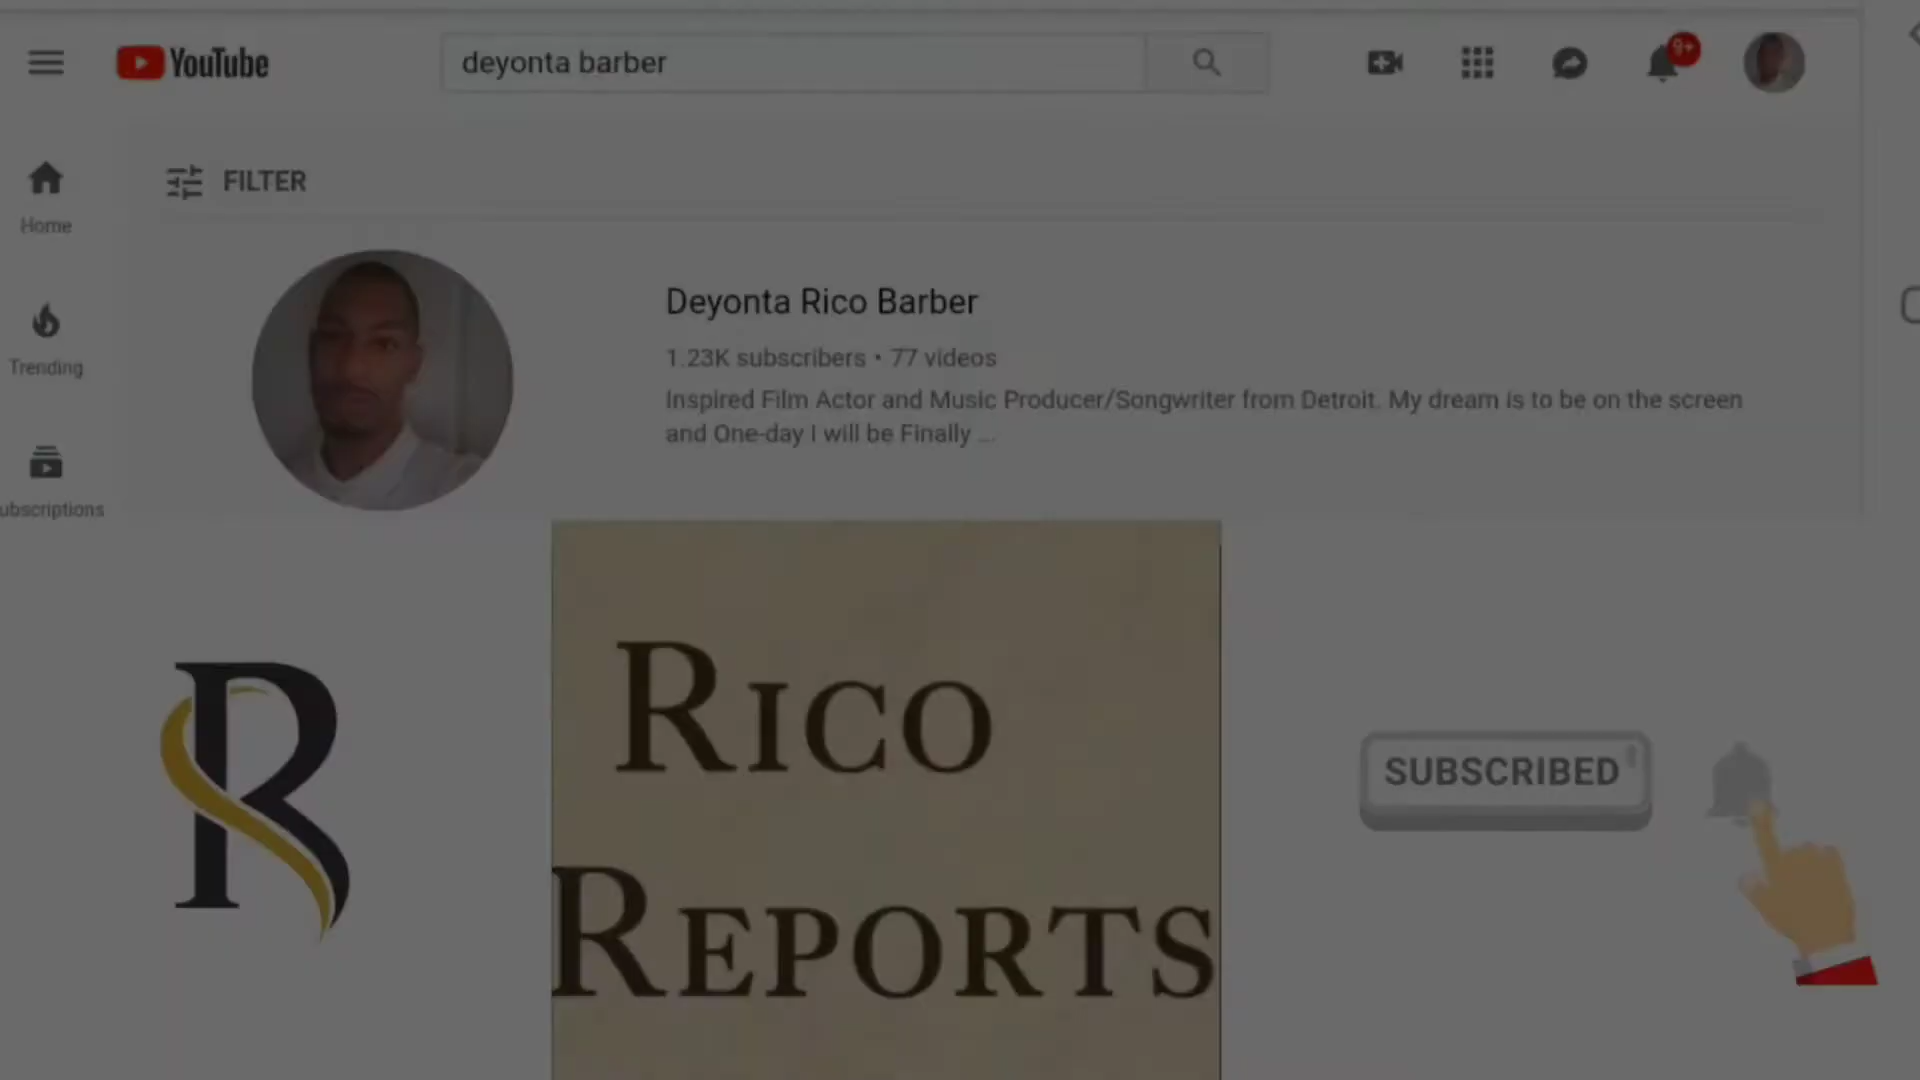 YouTube
deyonta barber
9+
FILTER
Home
Deyonta Rico Barber
1.23K subscribers • 77 videos
Trending
Inspired Film Actor and Music Producer/Songwriter from Detroit. My dream is to be on the screen
and One-day I will be Finally ...
ubscriptions
R
RICO
REPORTS
SUBSCRIBED